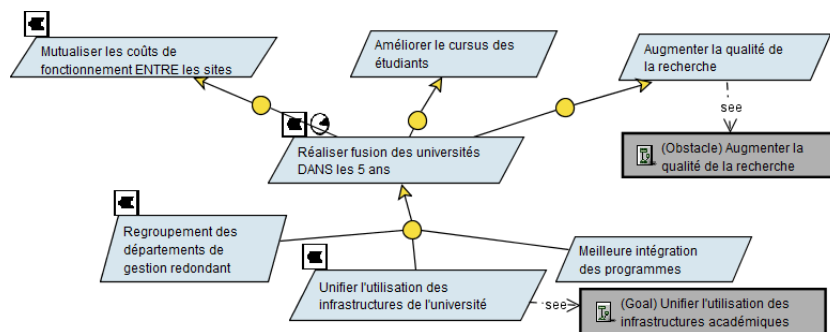 Mutualiser les coûts de
fonctionnement ENTRE les sites
Améliorer le cursus des
étudiants
Augmenter la qualité de
la recherche
see
(Obstacle) Augmenter la
qualité de la recherche
Réaliser fusion des universités
DANS les 5 ans
Regroupement des
départements de
gestion redondant
Unifier l'utilisation des
infrastructures de l'université
Meilleure intégration
des programmes
see
(Goal) Unifier l'utilisation des
infrastructures académiques